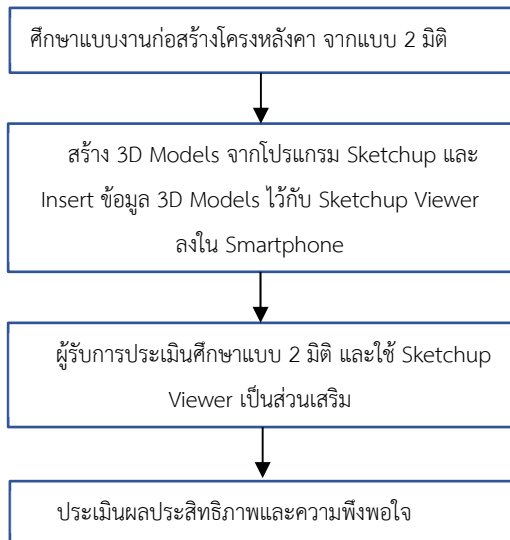 ศึกษาแบบงานก่อสร้างโครงหลังคา จากแบบ 2 มิติ
สร้าง 3D Models จากโปรแกรม Sketchup และ
Insert ข้อมูล 3D Models ไว้กับ Sketchup Viewer
ลงใน Smartphone
ผู้รับการประเมินศึกษาแบบ 2 มิติ และใช้ Sketchup
Viewer เป็นส่วนเสริม
ประเมินผลประสิทธิภาพและความพึงพอใจ